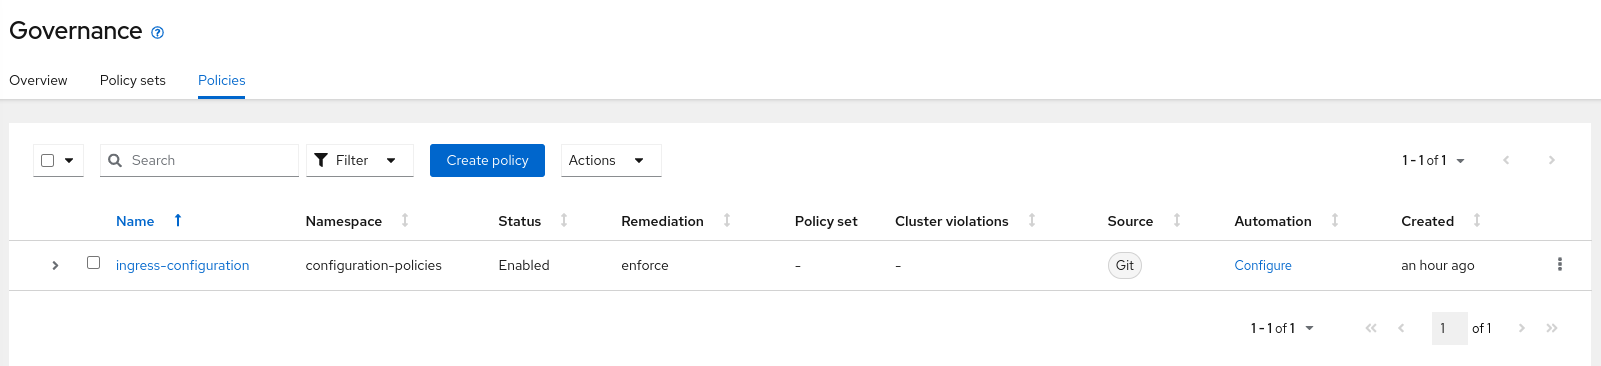 Governance
Overview Policy sets Policies
Search Filter Create policy Actions 1 - 1 of 1
Name Namespace Status Remediation Policy set Cluster violations Source Automation Created
ingress-configuration configuration-policies Enabled enforce - - Git Configure an hour ago
1 - 1 of 1 1 of 1